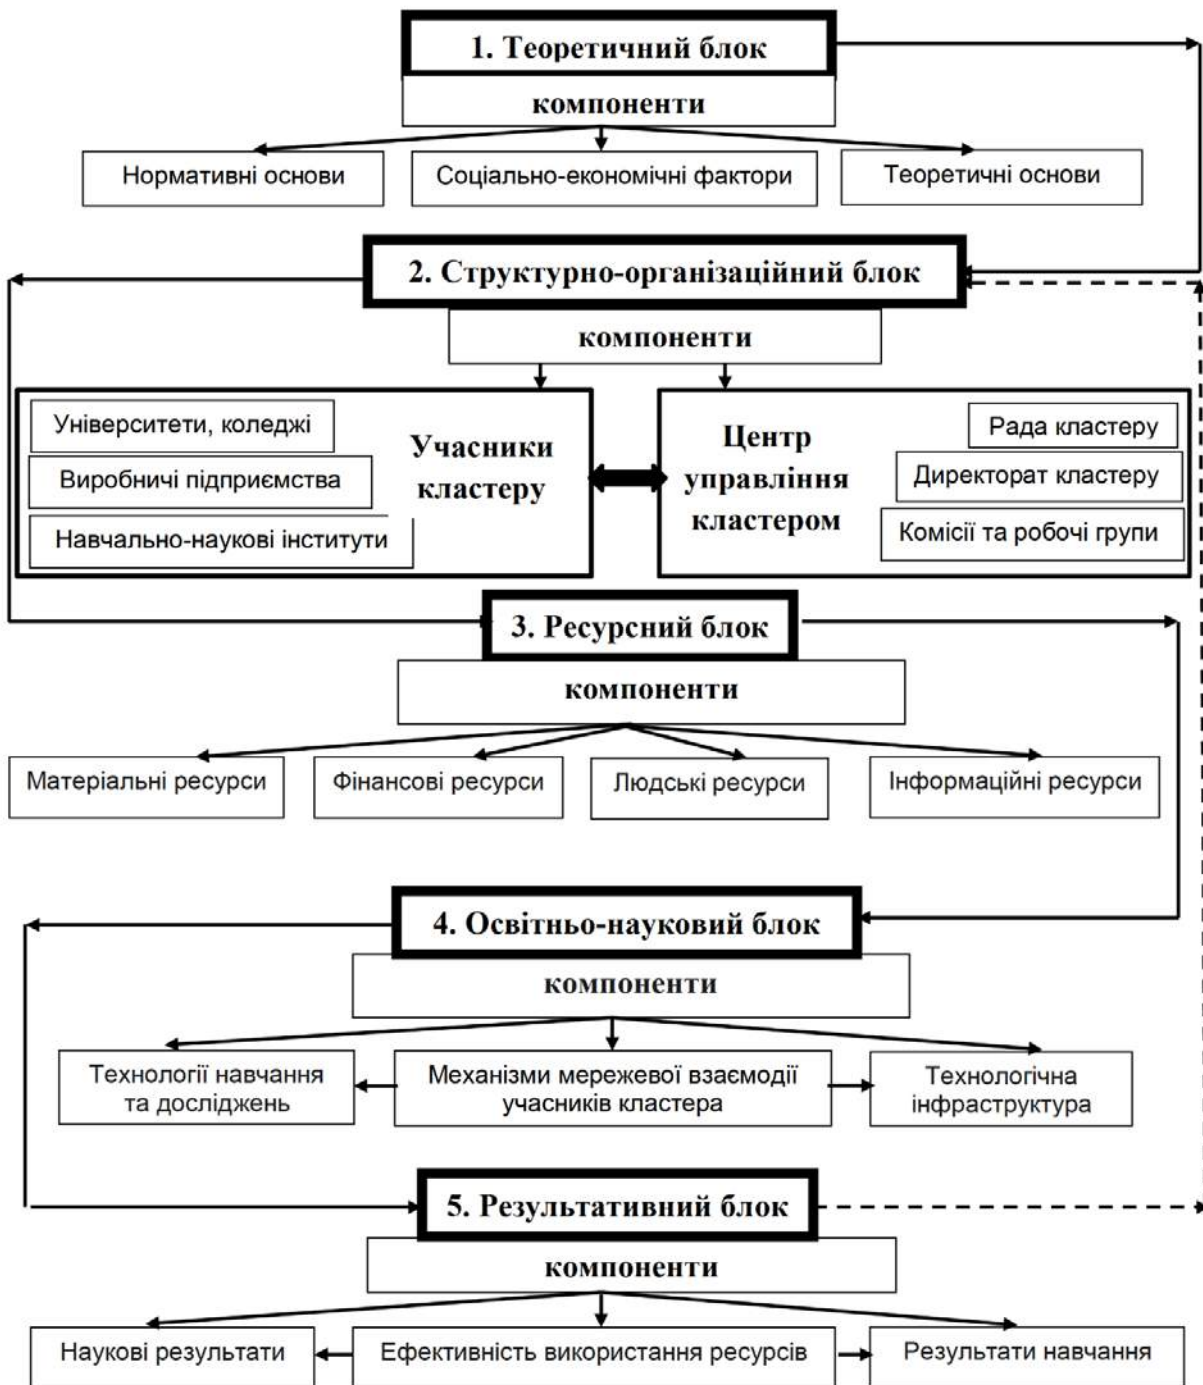 1. Теоретичний блок
компоненти
Нормативні основи
Соціально-економічні фактори
Теоретичні основи
2. Структурно-організаційний блок
компоненти
Університети, коледжі
Виробничі підприємства
Навчально-наукові інститути
Учасники
кластеру
Центр
управління
кластером
Рада кластеру
Директорат кластеру
Комісії та робочі групи
3. Ресурсний блок
компоненти
Матеріальні ресурси
Фінансові ресурси
Людські ресурси
Інформаційні ресурси
4. Освітньо-науковий блок
компоненти
Технології навчання
та досліджень
Механізми мережевої взаємодії
учасників кластера
Технологічна
інфраструктура
5. Результативний блок
компоненти
Наукові результати
Ефективність використання ресурсів
Результати навчання